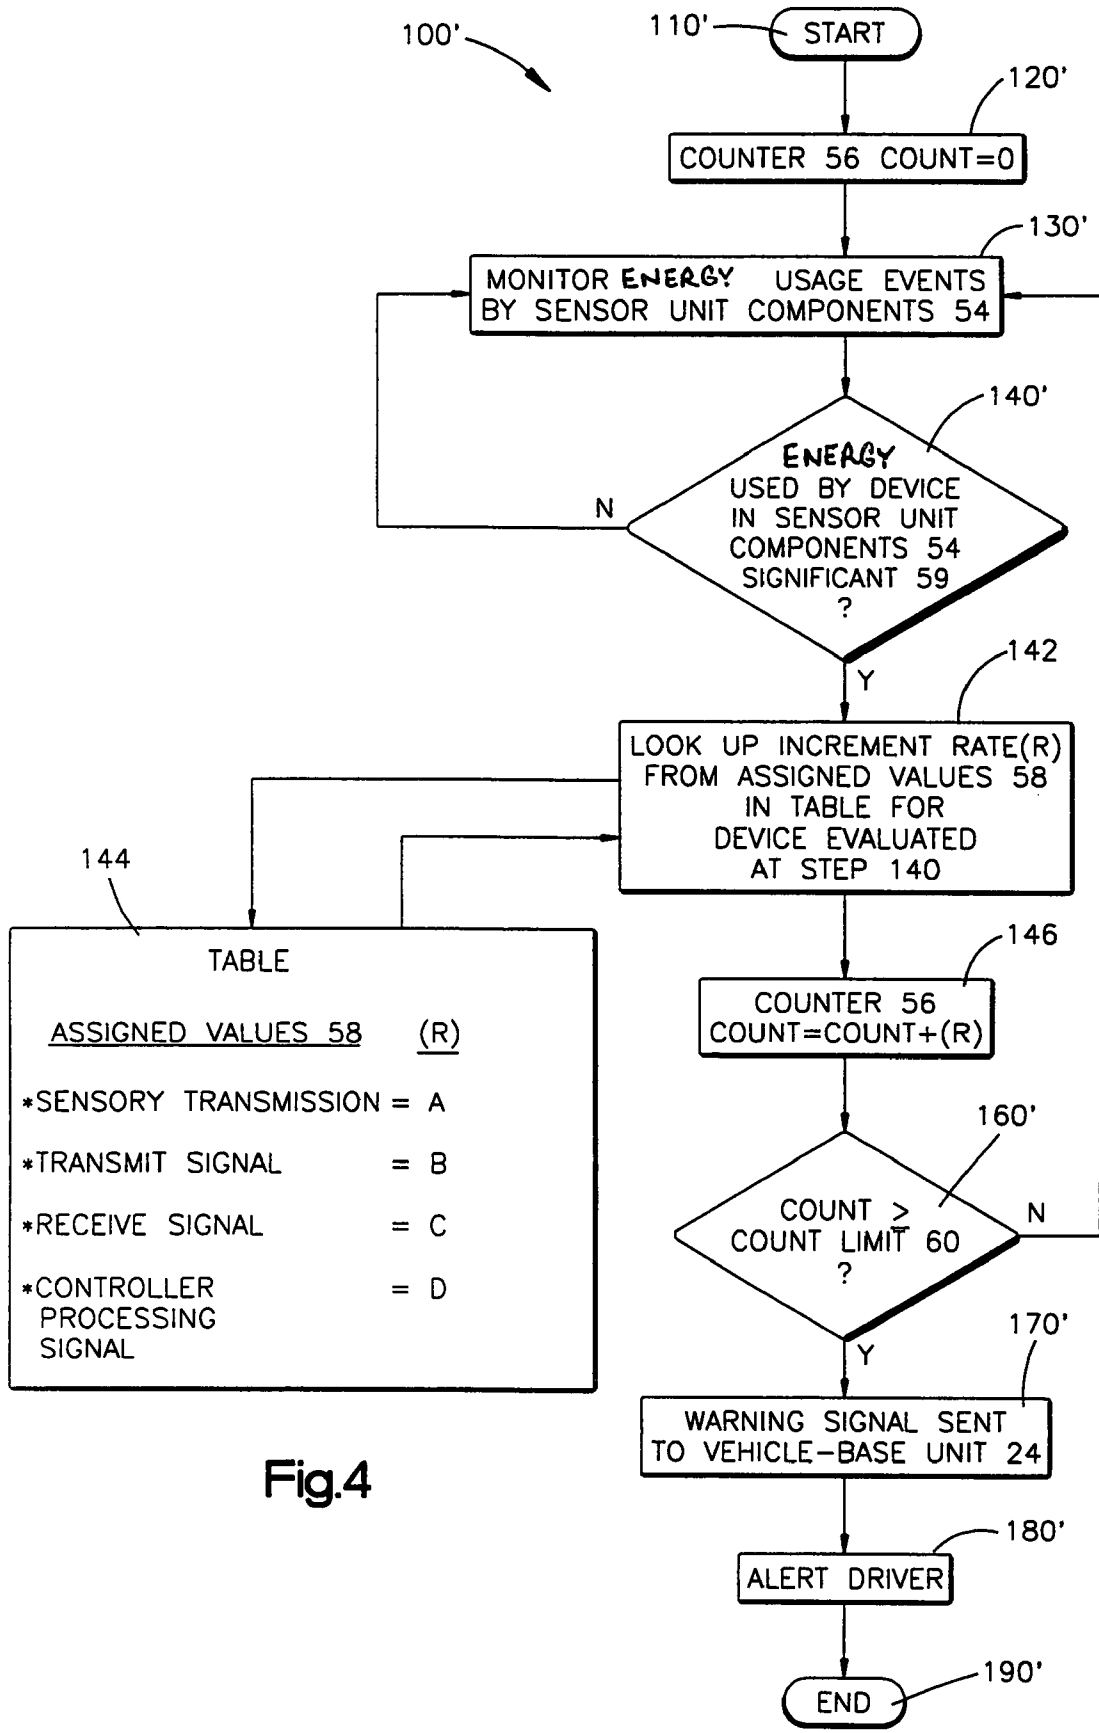 100'
110'
START
120'
COUNTER 56 COUNT=0
130'
MONITOR ENERGY USAGE EVENTS
BY SENSOR UNIT COMPONENTS 54
140'
ENERGY
USED BY DEVICE
IN SENSOR UNIT
COMPONENTS 54
SIGNIFICANT 59
?
N
Y
142
LOOK UP INCREMENT RATE(R)
FROM ASSIGNED VALUES 58
IN TABLE FOR
DEVICE EVALUATED
AT STEP 140
144
TABLE
ASSIGNED VALUES 58 (R)
*SENSORY TRANSMISSION = A
*TRANSMIT SIGNAL = B
*RECEIVE SIGNAL = C
*CONTROLLER = D
PROCESSING
SIGNAL
146
COUNTER 56
COUNT=COUNT+(R)
160'
COUNT ≥
COUNT LIMIT 60
?
N
Y
170'
WARNING SIGNAL SENT
TO VEHICLE-BASE UNIT 24
180'
ALERT DRIVER
190'
END
Fig.4